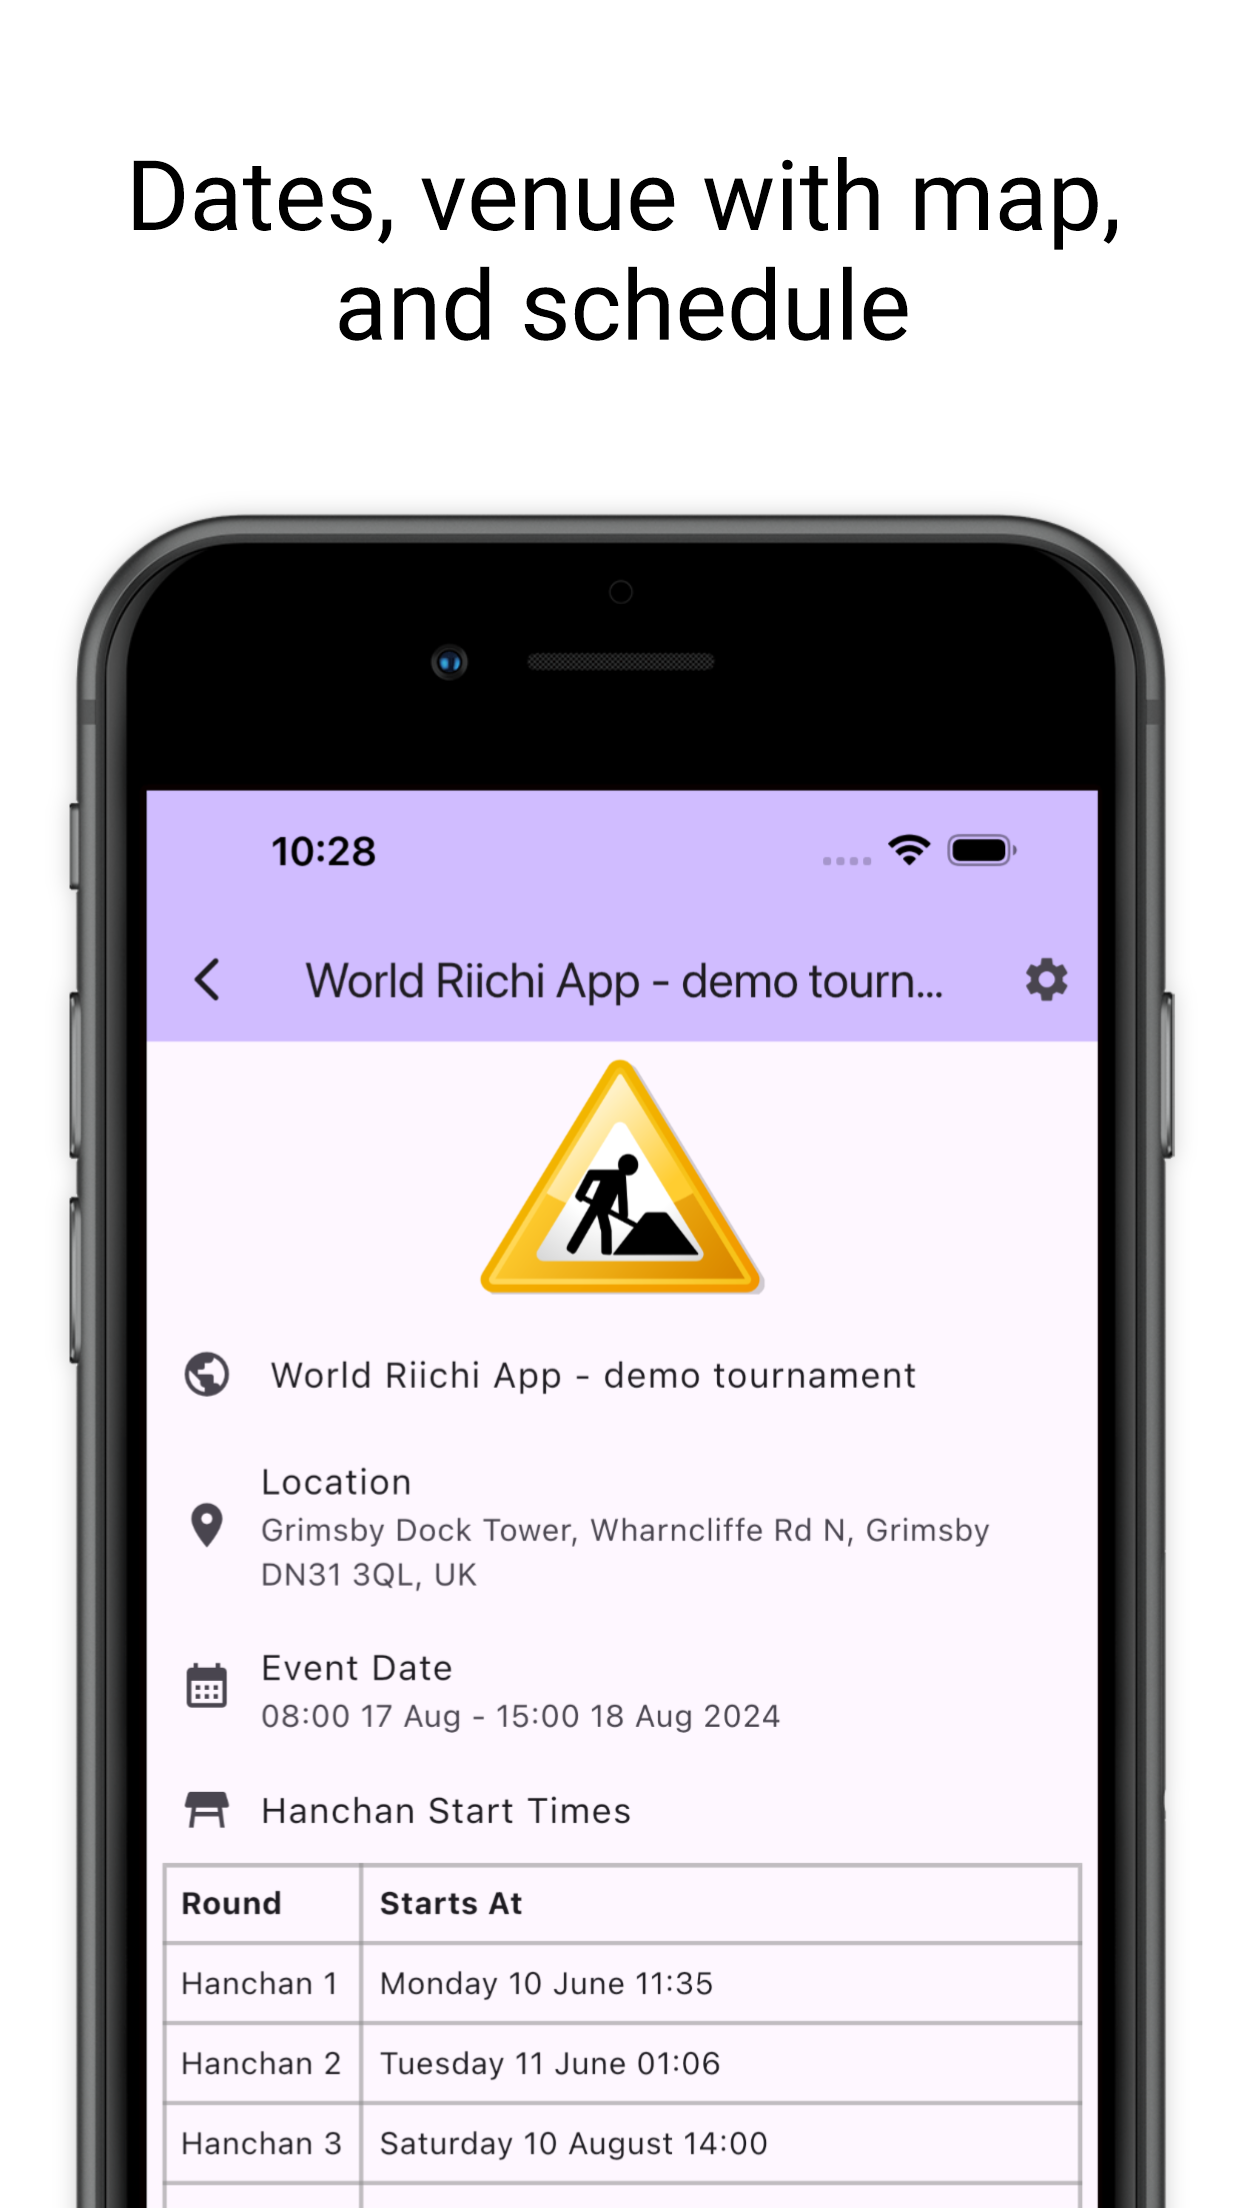 Dates, venue with map,
and schedule
10:28
World Riichi App - demo tourn...
World Riichi App - demo tournament
Location
Grimsby Dock Tower, Wharncliffe Rd N, Grimsby
DN31 3QL, UK
Event Date
08:00 17 Aug - 15:00 18 Aug 2024
Hanchan Start Times
Round Starts At
Hanchan 1 Monday 10 June 11:35
Hanchan 2 Tuesday 11 June 01:06
Hanchan 3 Saturday 10 August 14:00